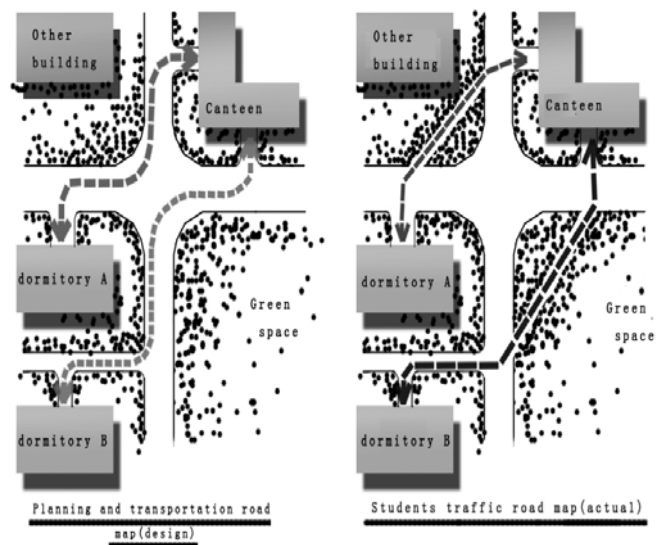 Other
building
Canteen
dormitory A
Green
space
dormitory B
Planning and transportation road
map(design)
Other
building
Canteen
dormitory A
Green
space
dormitory B
Students traffic road map(actual)